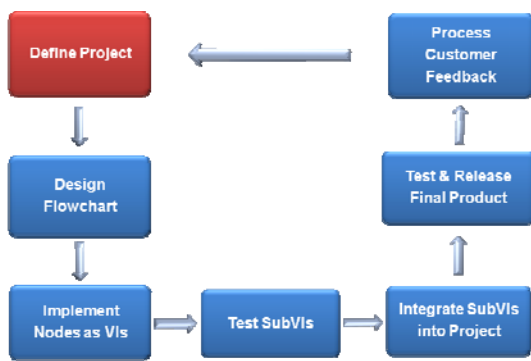 Define Project
Design
Flowchart
Implement
Nodes as VIs
Test SubVIs
Integrate SubVIs
into Project
Test & Release
Final Product
Process
Customer
Feedback